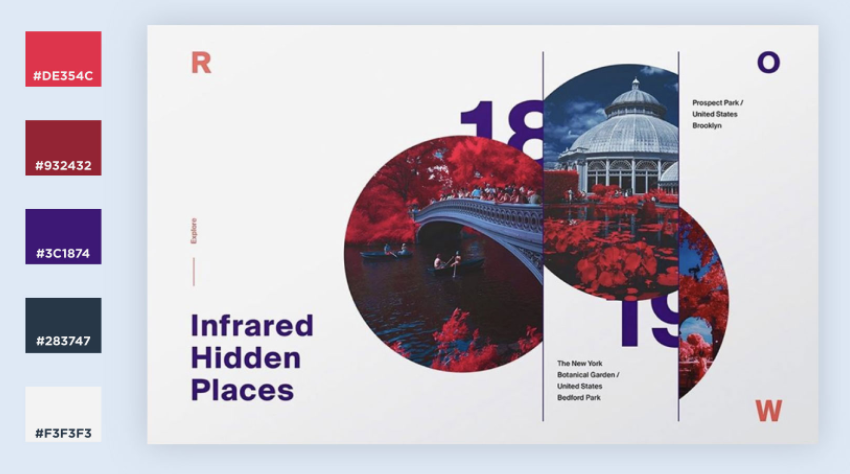 #DE354C
#932432
#3C1874
#283747
#F3F3F3
R
O
18
Prospect Park /
United States
Brooklyn
Explore
Infrared
Hidden
Places
19
The New York
Botanical Garden /
United States
Bedford Park
W